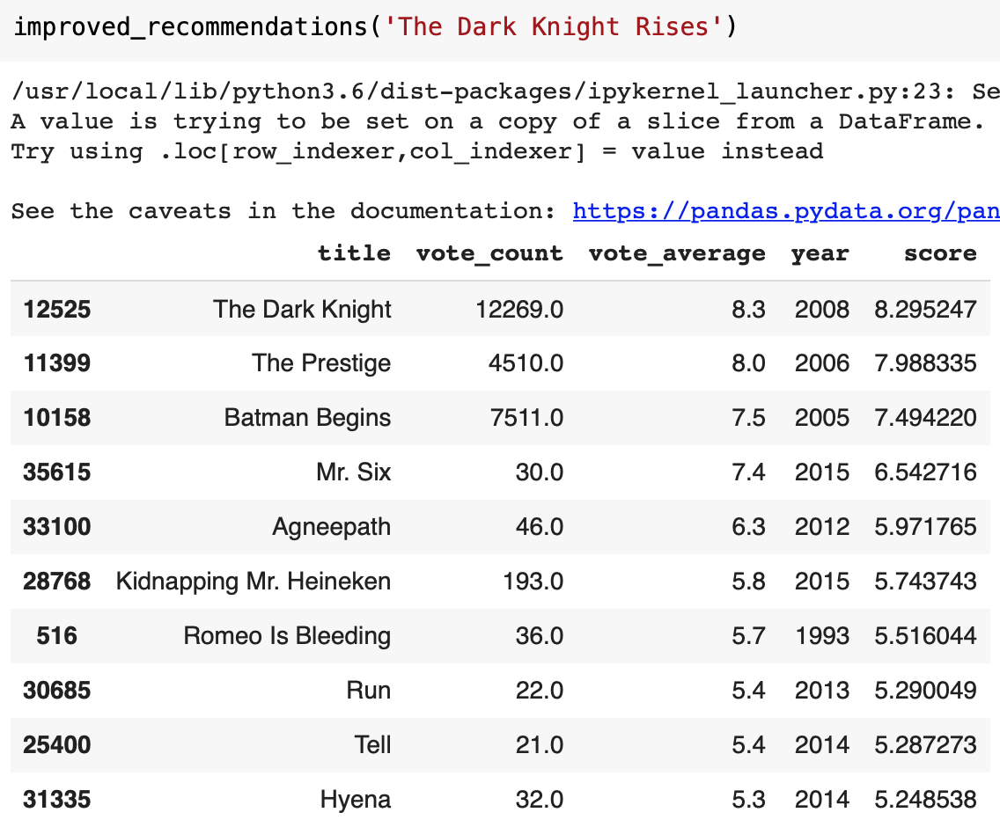 improved_recommendations('The Dark Knight Rises')
/usr/local/lib/python3.6/dist-packages/ipykernel_launcher.py:23: Se
A value is trying to be set on a copy of a slice from a DataFrame.
Try using .loc[row_indexer,col_indexer] = value instead
See the caveats in the documentation: https://pandas.pydata.org/pan
title vote_count vote_average year score
12525 The Dark Knight 12269.0 8.3 2008 8.295247
11399 The Prestige 4510.0 8.0 2006 7.988335
10158 Batman Begins 7511.0 7.5 2005 7.494220
35615 Mr. Six 30.0 7.4 2015 6.542716
33100 Agneepath 46.0 6.3 2012 5.971765
28768 Kidnapping Mr. Heineken 193.0 5.8 2015 5.743743
516 Romeo Is Bleeding 36.0 5.7 1993 5.516044
30685 Run 22.0 5.4 2013 5.290049
25400 Tell 21.0 5.4 2014 5.287273
31335 Hyena 32.0 5.3 2014 5.248538